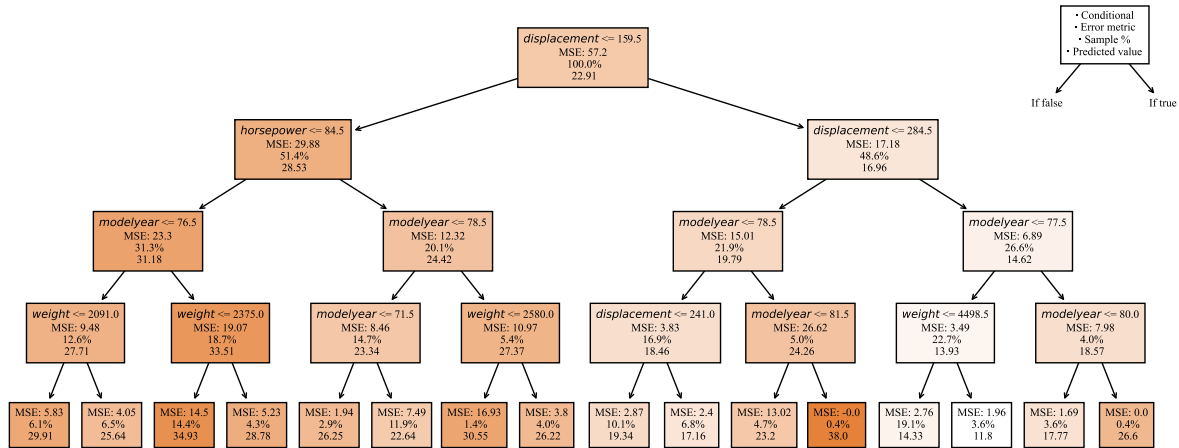 displacement <= 159.5
MSE: 57.2
100.0%
22.91
· Conditional
· Error metric
· Sample %
· Predicted value
If false
If true
horsepower <= 84.5
MSE: 29.88
51.4%
28.53
displacement <= 284.5
MSE: 17.18
48.6%
16.96
modelyear <= 76.5
MSE: 23.3
31.3%
31.18
modelyear <= 78.5
MSE: 12.32
20.1%
24.42
modelyear <= 78.5
MSE: 15.01
21.9%
19.79
modelyear <= 77.5
MSE: 6.89
26.6%
14.62
weight <= 2091.0
MSE: 9.48
12.6%
27.71
weight <= 2375.0
MSE: 19.07
18.7%
33.51
modelyear <= 71.5
MSE: 8.46
14.7%
23.34
weight <= 2580.0
MSE: 10.97
5.4%
27.37
displacement <= 241.0
MSE: 3.83
16.9%
18.46
modelyear <= 81.5
MSE: 26.62
5.0%
24.26
weight <= 4498.5
MSE: 3.49
22.7%
13.93
modelyear <= 80.0
MSE: 7.98
4.0%
18.57
MSE: 5.83
6.1%
29.91
MSE: 4.05
6.5%
25.64
MSE: 14.5
14.4%
34.93
MSE: 5.23
4.3%
28.78
MSE: 1.94
2.9%
26.25
MSE: 7.49
11.9%
22.64
MSE: 16.93
1.4%
30.55
MSE: 3.8
4.0%
26.22
MSE: 2.87
10.1%
19.34
MSE: 2.4
6.8%
17.16
MSE: 13.02
4.7%
23.2
MSE: -0.0
0.4%
38.0
MSE: 2.76
19.1%
14.33
MSE: 1.96
3.6%
11.8
MSE: 1.69
3.6%
17.77
MSE: 0.0
0.4%
26.6